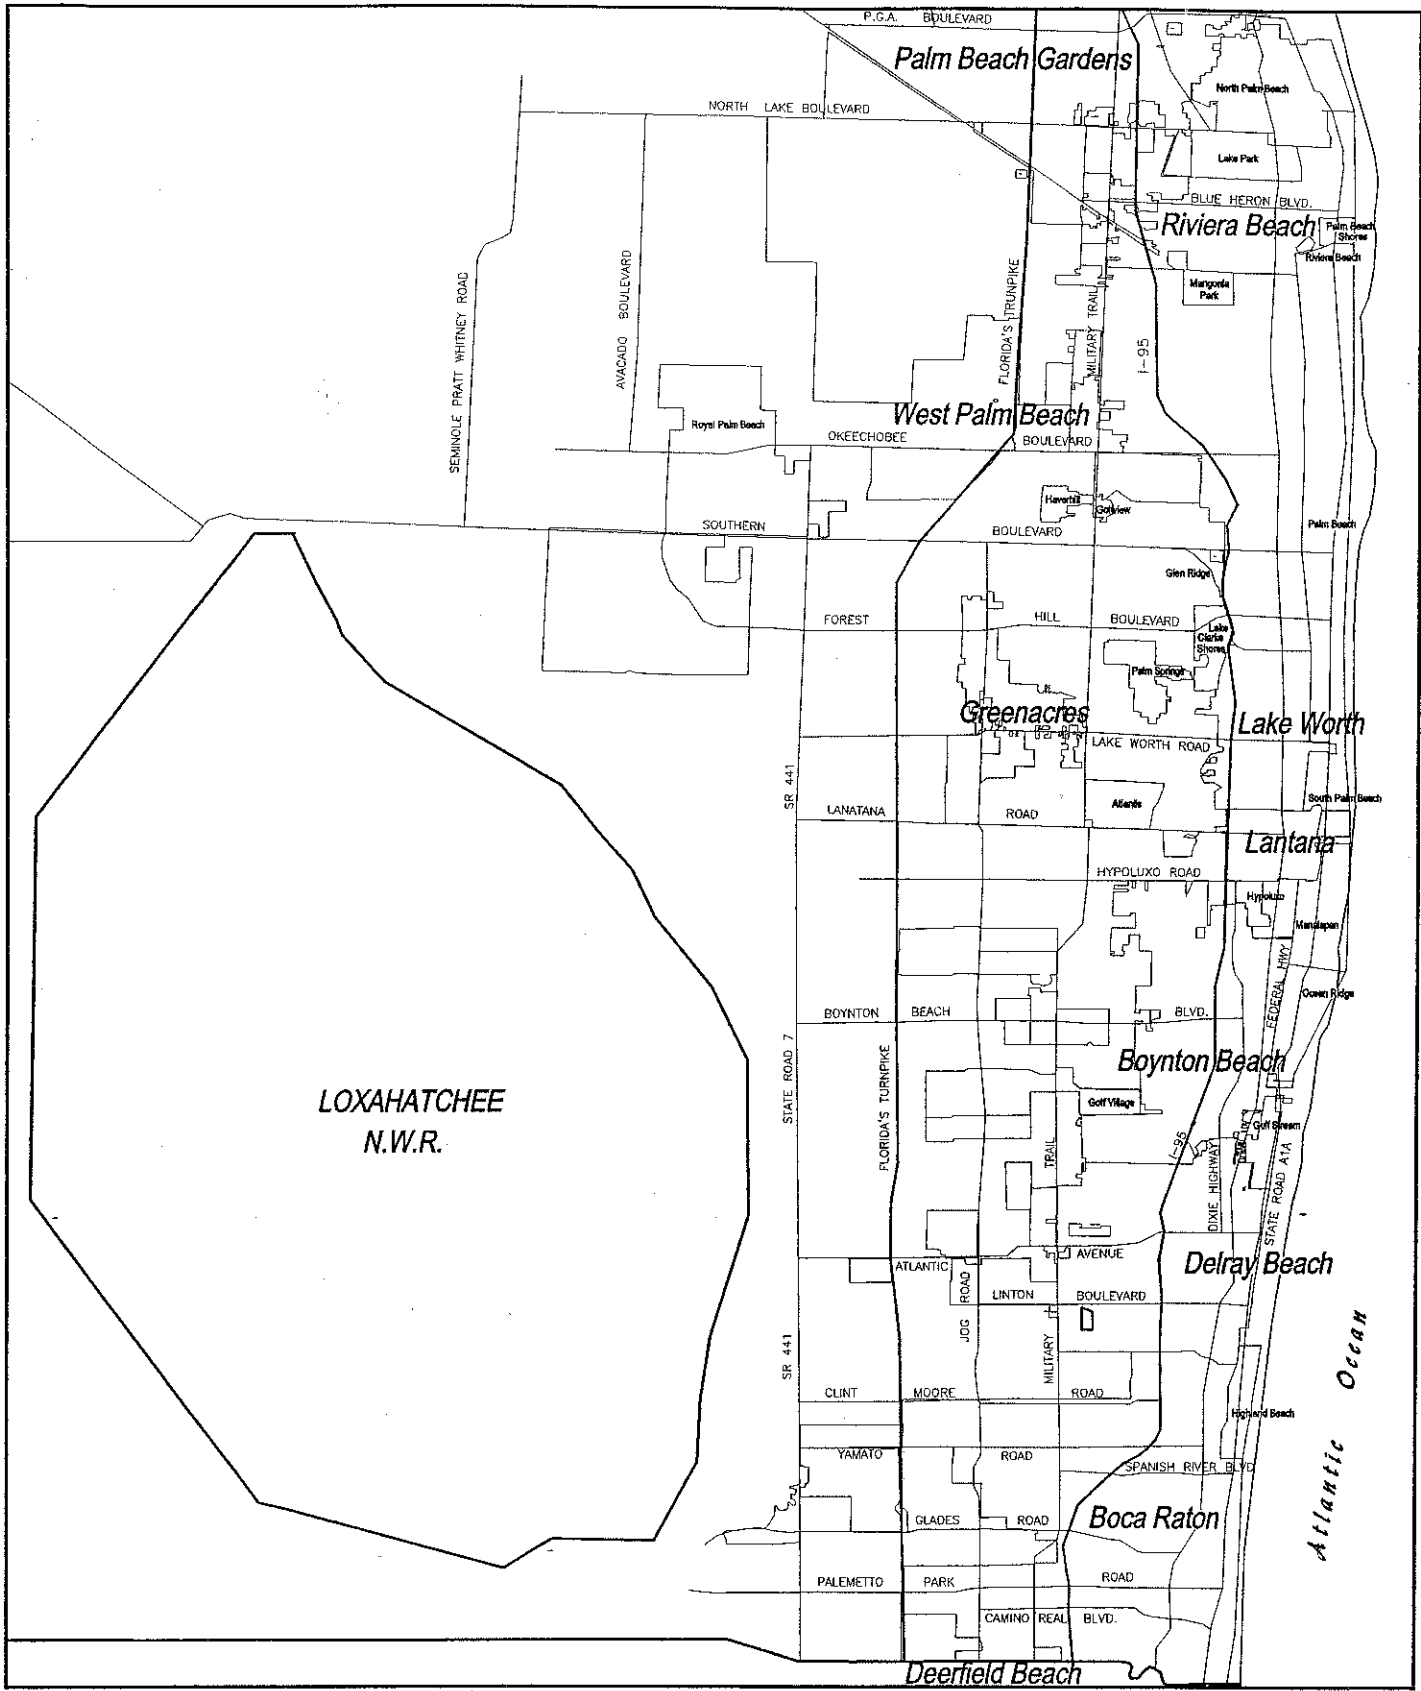 P.G.A. BOULEVARD
Palm Beach Gardens
North Palm Beach
NORTH LAKE BOULEVARD
Lake Park
BLUE HERON BLVD.
Riviera Beach
Palm Beach
Shores
Riviera Beach
Mangonia
Park
SEMINOLE PRATT WHITNEY ROAD
AVACADO BOULEVARD
FLORIDA'S TRUNPIKE
MILITARY TRAIL
I-95
West Palm Beach
Royal Palm Beach
OKEECHOBEE BOULEVARD
Haverhill
Golfview
SOUTHERN BOULEVARD
Palm Beach
Glen Ridge
FOREST HILL BOULEVARD
Lake
Clarke
Shores
Palm Springs
Greenacres
Lake Worth
LAKE WORTH ROAD
SR 441
LANATANA ROAD
Atlantis
South Palm Beach
Lantana
HYPOLUXO ROAD
Hypoluxo
Manalapan
FEDERAL HWY
Ocean Ridge
BOYNTON BEACH BLVD.
STATE ROAD 7
FLORIDA'S TURNPIKE
Boynton Beach
LOXAHATCHEE
N.W.R.
Golf Village
Gulf Stream
TRAIL
I-95
DIXIE HIGHWAY
STATE ROAD A1A
ATLANTIC AVENUE
Delray Beach
JOG ROAD
LINTON BOULEVARD
SR 441
MILITARY
Atlantic Ocean
CLINT MOORE ROAD
Highland Beach
YAMATO ROAD
SPANISH RIVER BLVD
GLADES ROAD
Boca Raton
PALEMETTO PARK ROAD
CAMINO REAL BLVD.
Deerfield Beach